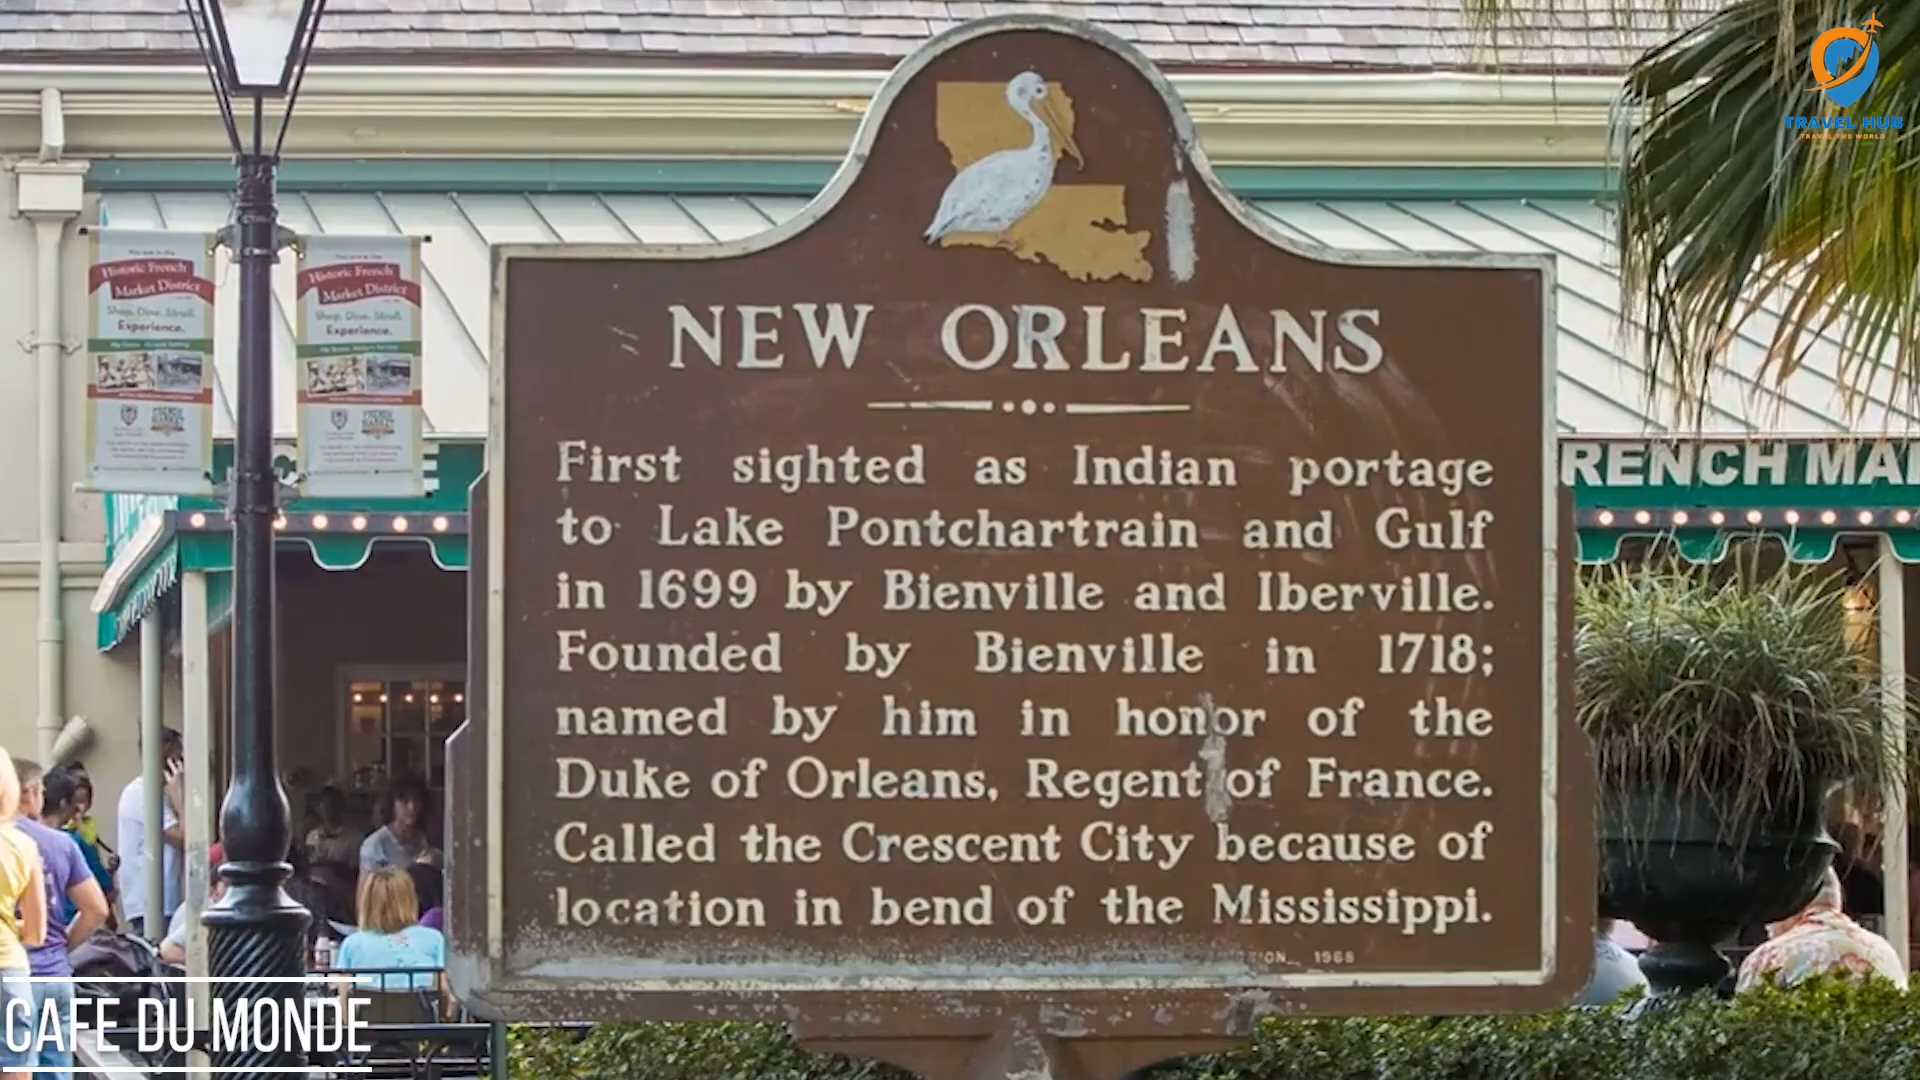 TRAVEL HUB
TRAVEL THE WORLD
Historic French
Market District
Shop. Dine. Stroll.
Experience.
Historic French
Market District
Shop. Dine. Stroll.
Experience.
NEW ORLEANS
First sighted as Indian portage
to Lake Pontchartrain and Gulf
in 1699 by Bienville and Iberville.
Founded by Bienville in 1718;
named by him in honor of the
Duke of Orleans, Regent of France.
Called the Crescent City because of
location in bend of the Mississippi.
1968
RENCH MA
CAFE DU MONDE